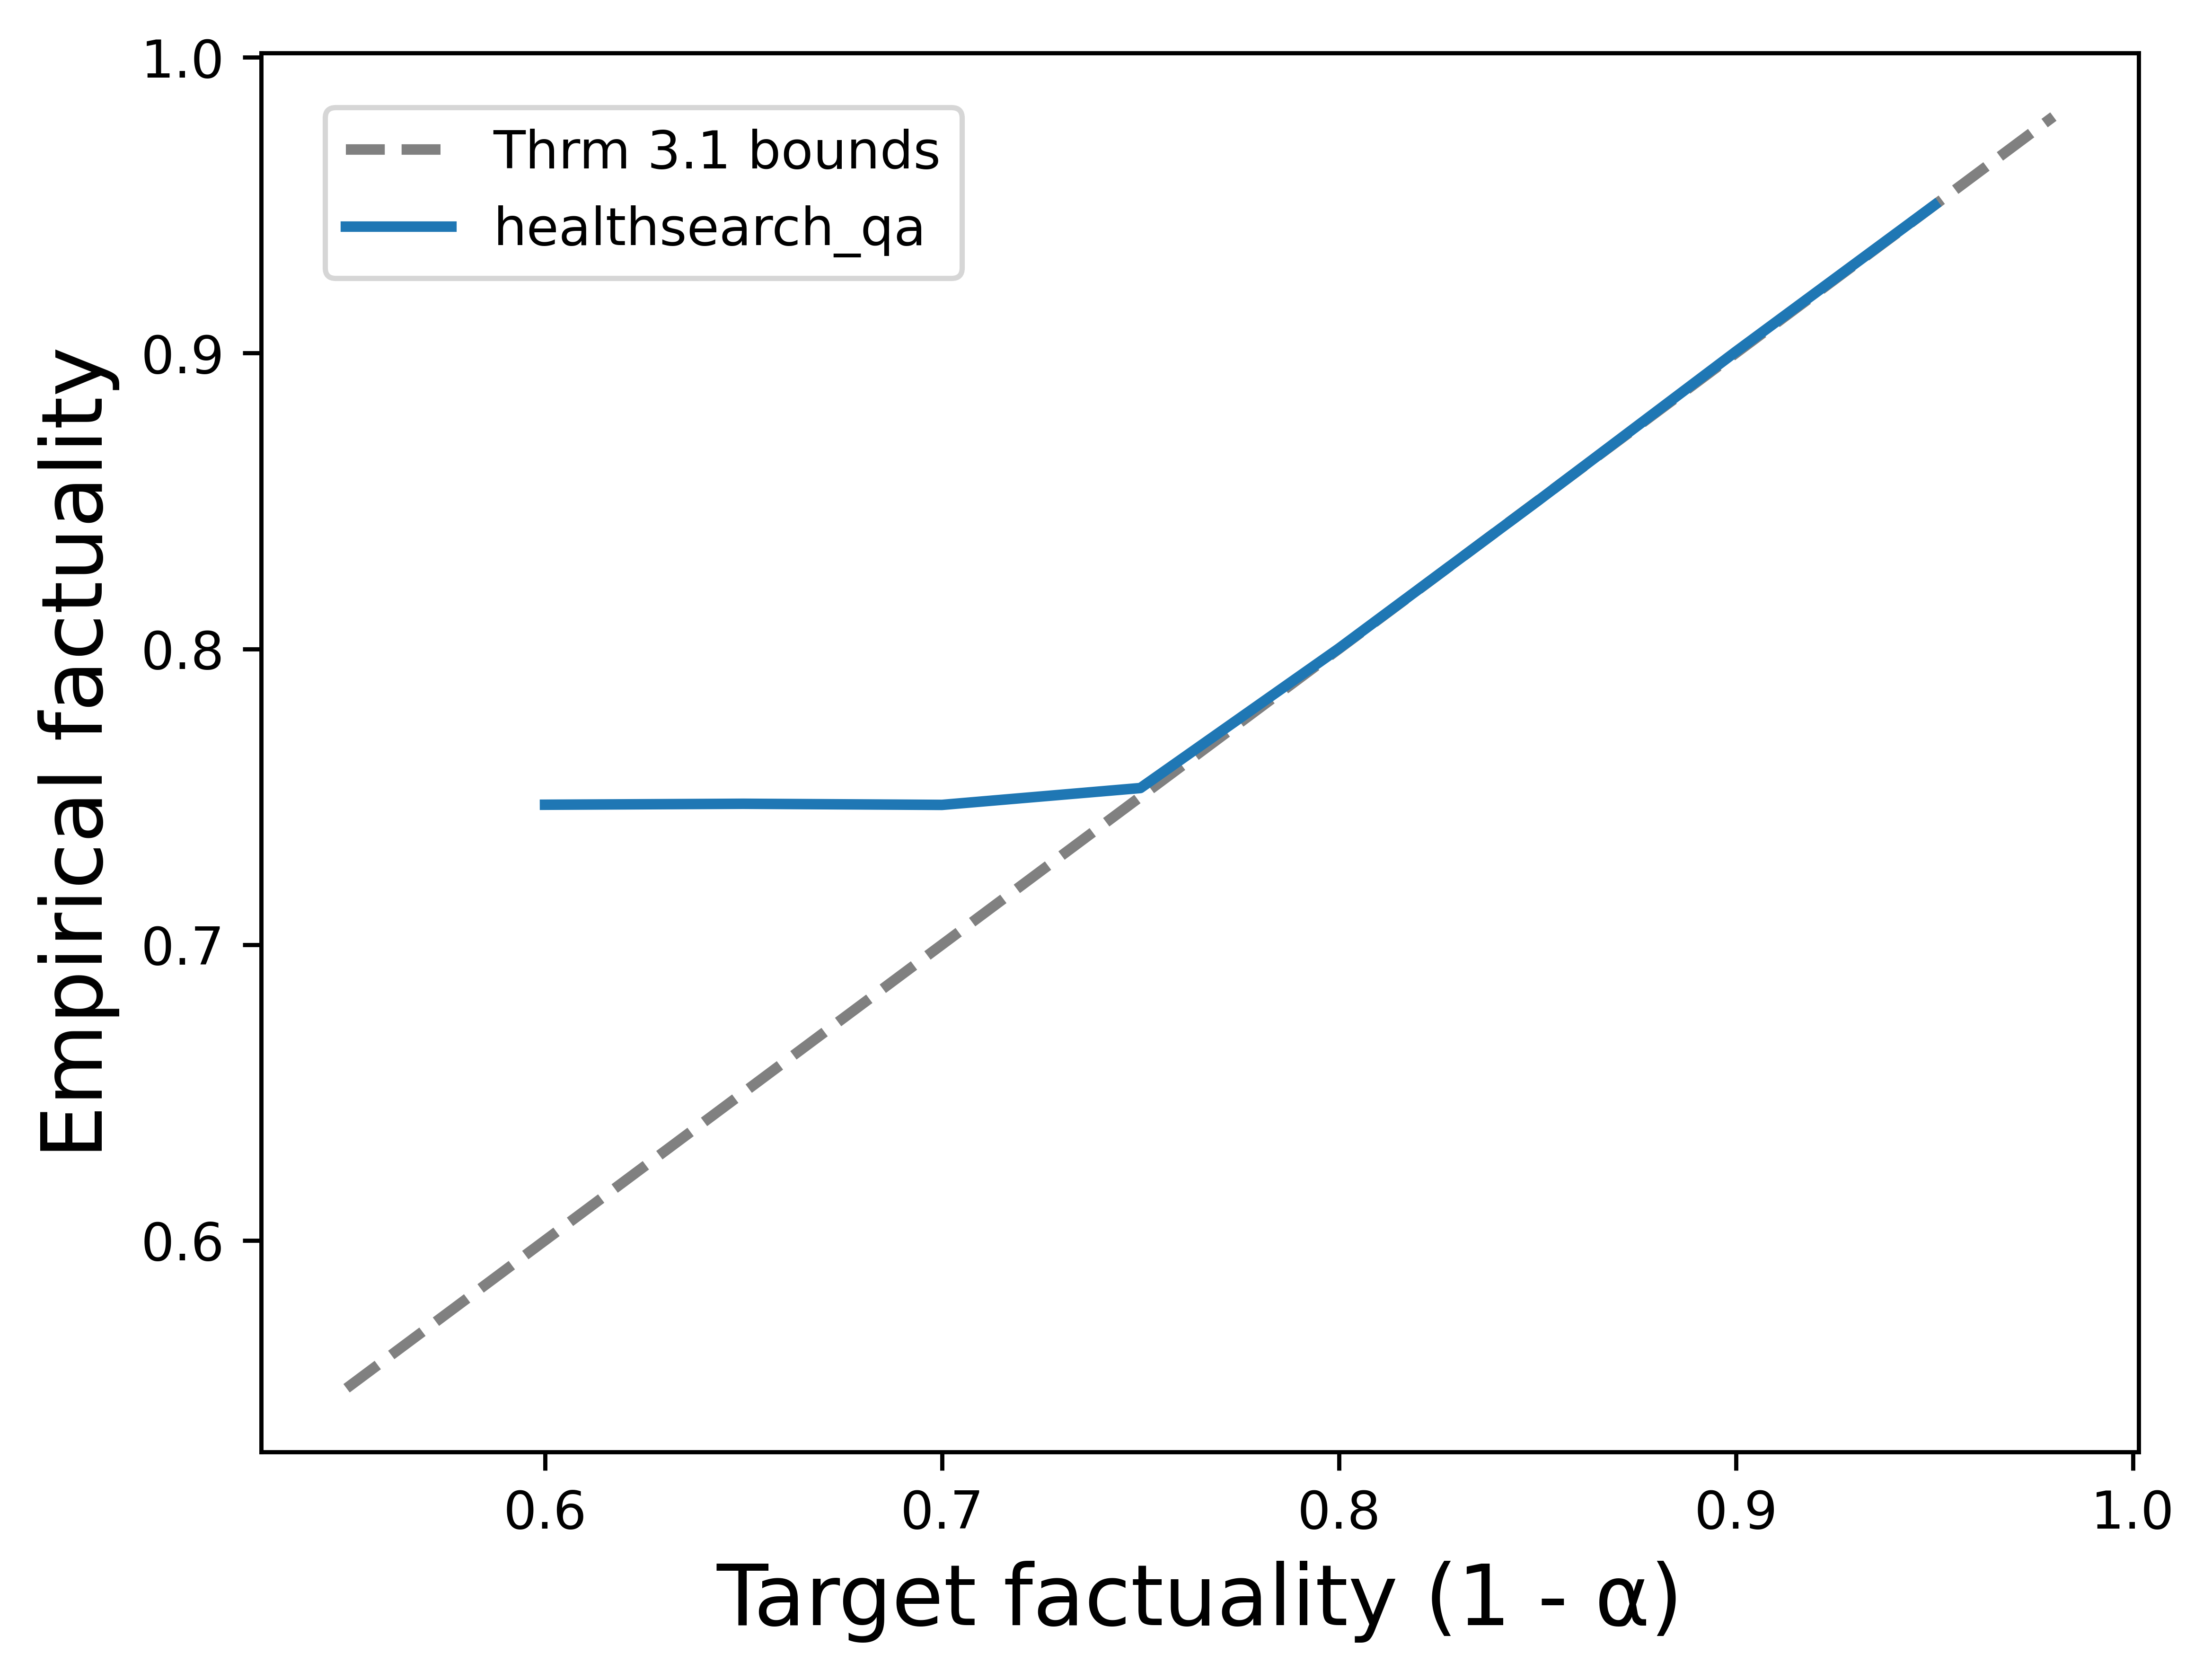 Thrm 3.1 bounds
healthsearch_qa
Empirical factuality
1.0
0.9
0.8
0.7
0.6
0.6 0.7 0.8 0.9 1.0
Target factuality (1 - α)